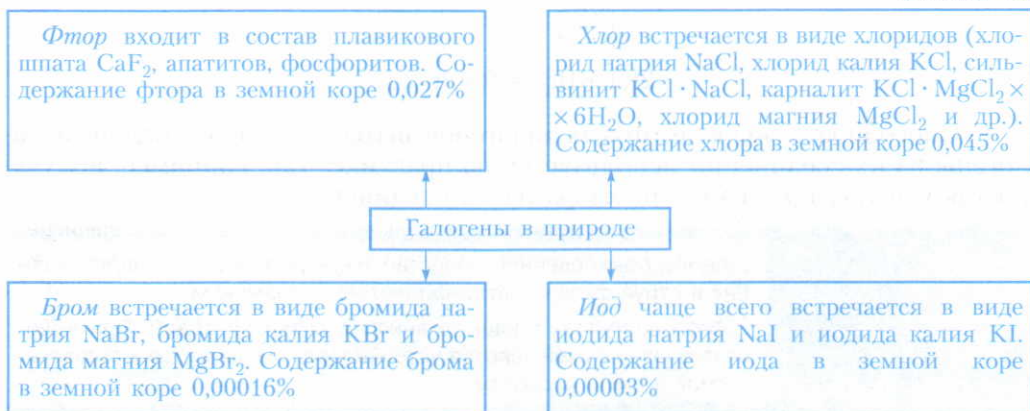 Фтор входит в состав плавикового
шпата CaF₂, апатитов, фосфоритов. Со-
держание фтора в земной коре 0,027%
Хлор встречается в виде хлоридов (хло-
рид натрия NaCl, хлорид калия KCl, силь-
винит KCl · NaCl, карналит KCl · MgCl₂ ×
× 6H₂O, хлорид магния MgCl₂ и др.).
Содержание хлора в земной коре 0,045%
Галогены в природе
Бром встречается в виде бромида на-
трия NaBr, бромида калия KBr и бро-
мида магния MgBr₂. Содержание брома
в земной коре 0,00016%
Иод чаще всего встречается в виде
иодида натрия NaI и иодида калия KI.
Содержание иода в земной коре
0,00003%